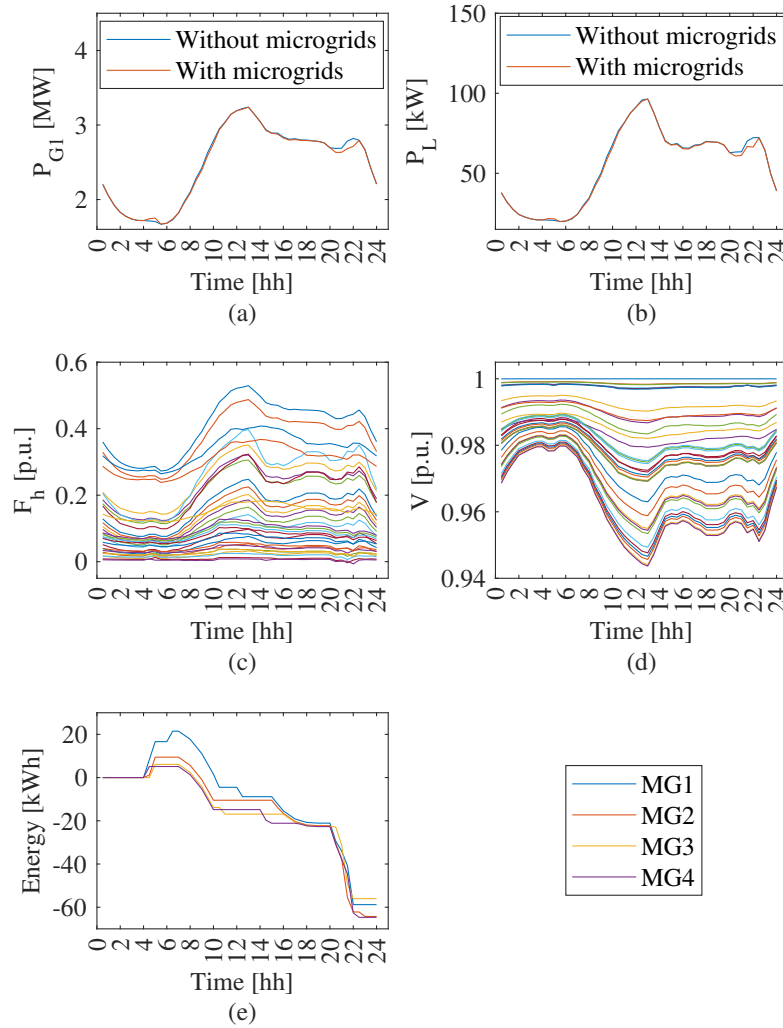 Without microgrids
With microgrids
P_G1 [MW]
4
3
2
0 2 4 6 8 10 12 13 14 16 18 20 22 24
Time [hh]
(a)
Without microgrids
With microgrids
P_L [kW]
150
100
50
0 2 4 6 8 10 12 13 14 16 18 20 22 24
Time [hh]
(b)
F_h [p.u.]
0.6
0.4
0.2
0
0 2 4 6 8 10 12 13 14 16 18 20 22 24
Time [hh]
(c)
V [p.u.]
1
0.98
0.96
0.94
0 2 4 6 8 10 12 13 14 16 18 20 22 24
Time [hh]
(d)
Energy [kWh]
20
0
-20
-40
-60
0 2 4 6 8 10 12 13 14 16 18 20 22 24
Time [hh]
(e)
MG1
MG2
MG3
MG4